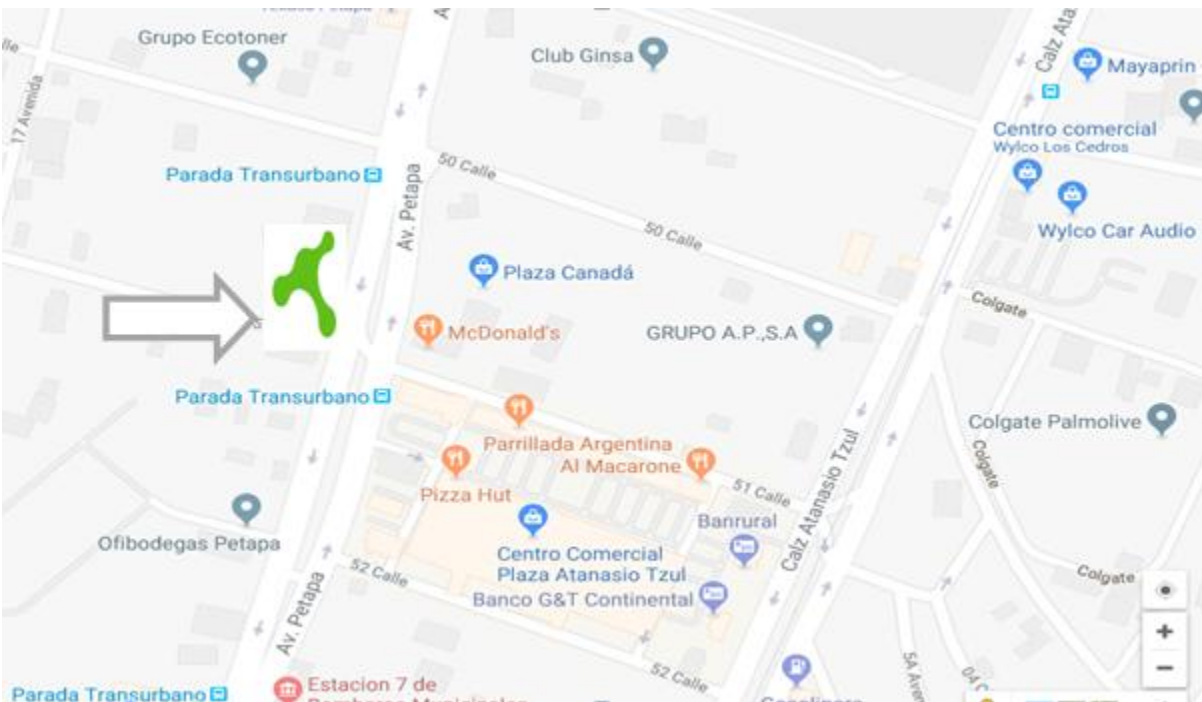 Grupo Ecotoner
Club Ginsa
Calz Ata
Mayaprin
17 Avenida
Centro comercial
Wylco Los Cedros
Parada Transurbano
50 Calle
Av. Petapa
Wylco Car Audio
50 Calle
Plaza Canadá
Colgate
McDonald's
GRUPO A.P.,S.A
Parada Transurbano
Colgate Palmolive
Parrillada Argentina
Al Macarone
Colgate
Pizza Hut
51 Calle
Calz Atanasio Tzul
Banrural
Ofibodegas Petapa
Centro Comercial
Plaza Atanasio Tzul
52 Calle
Banco G&T Continental
Colgate
Av. Petapa
52 Calle
5A Aven
Parada Transurbano
Estacion 7 de